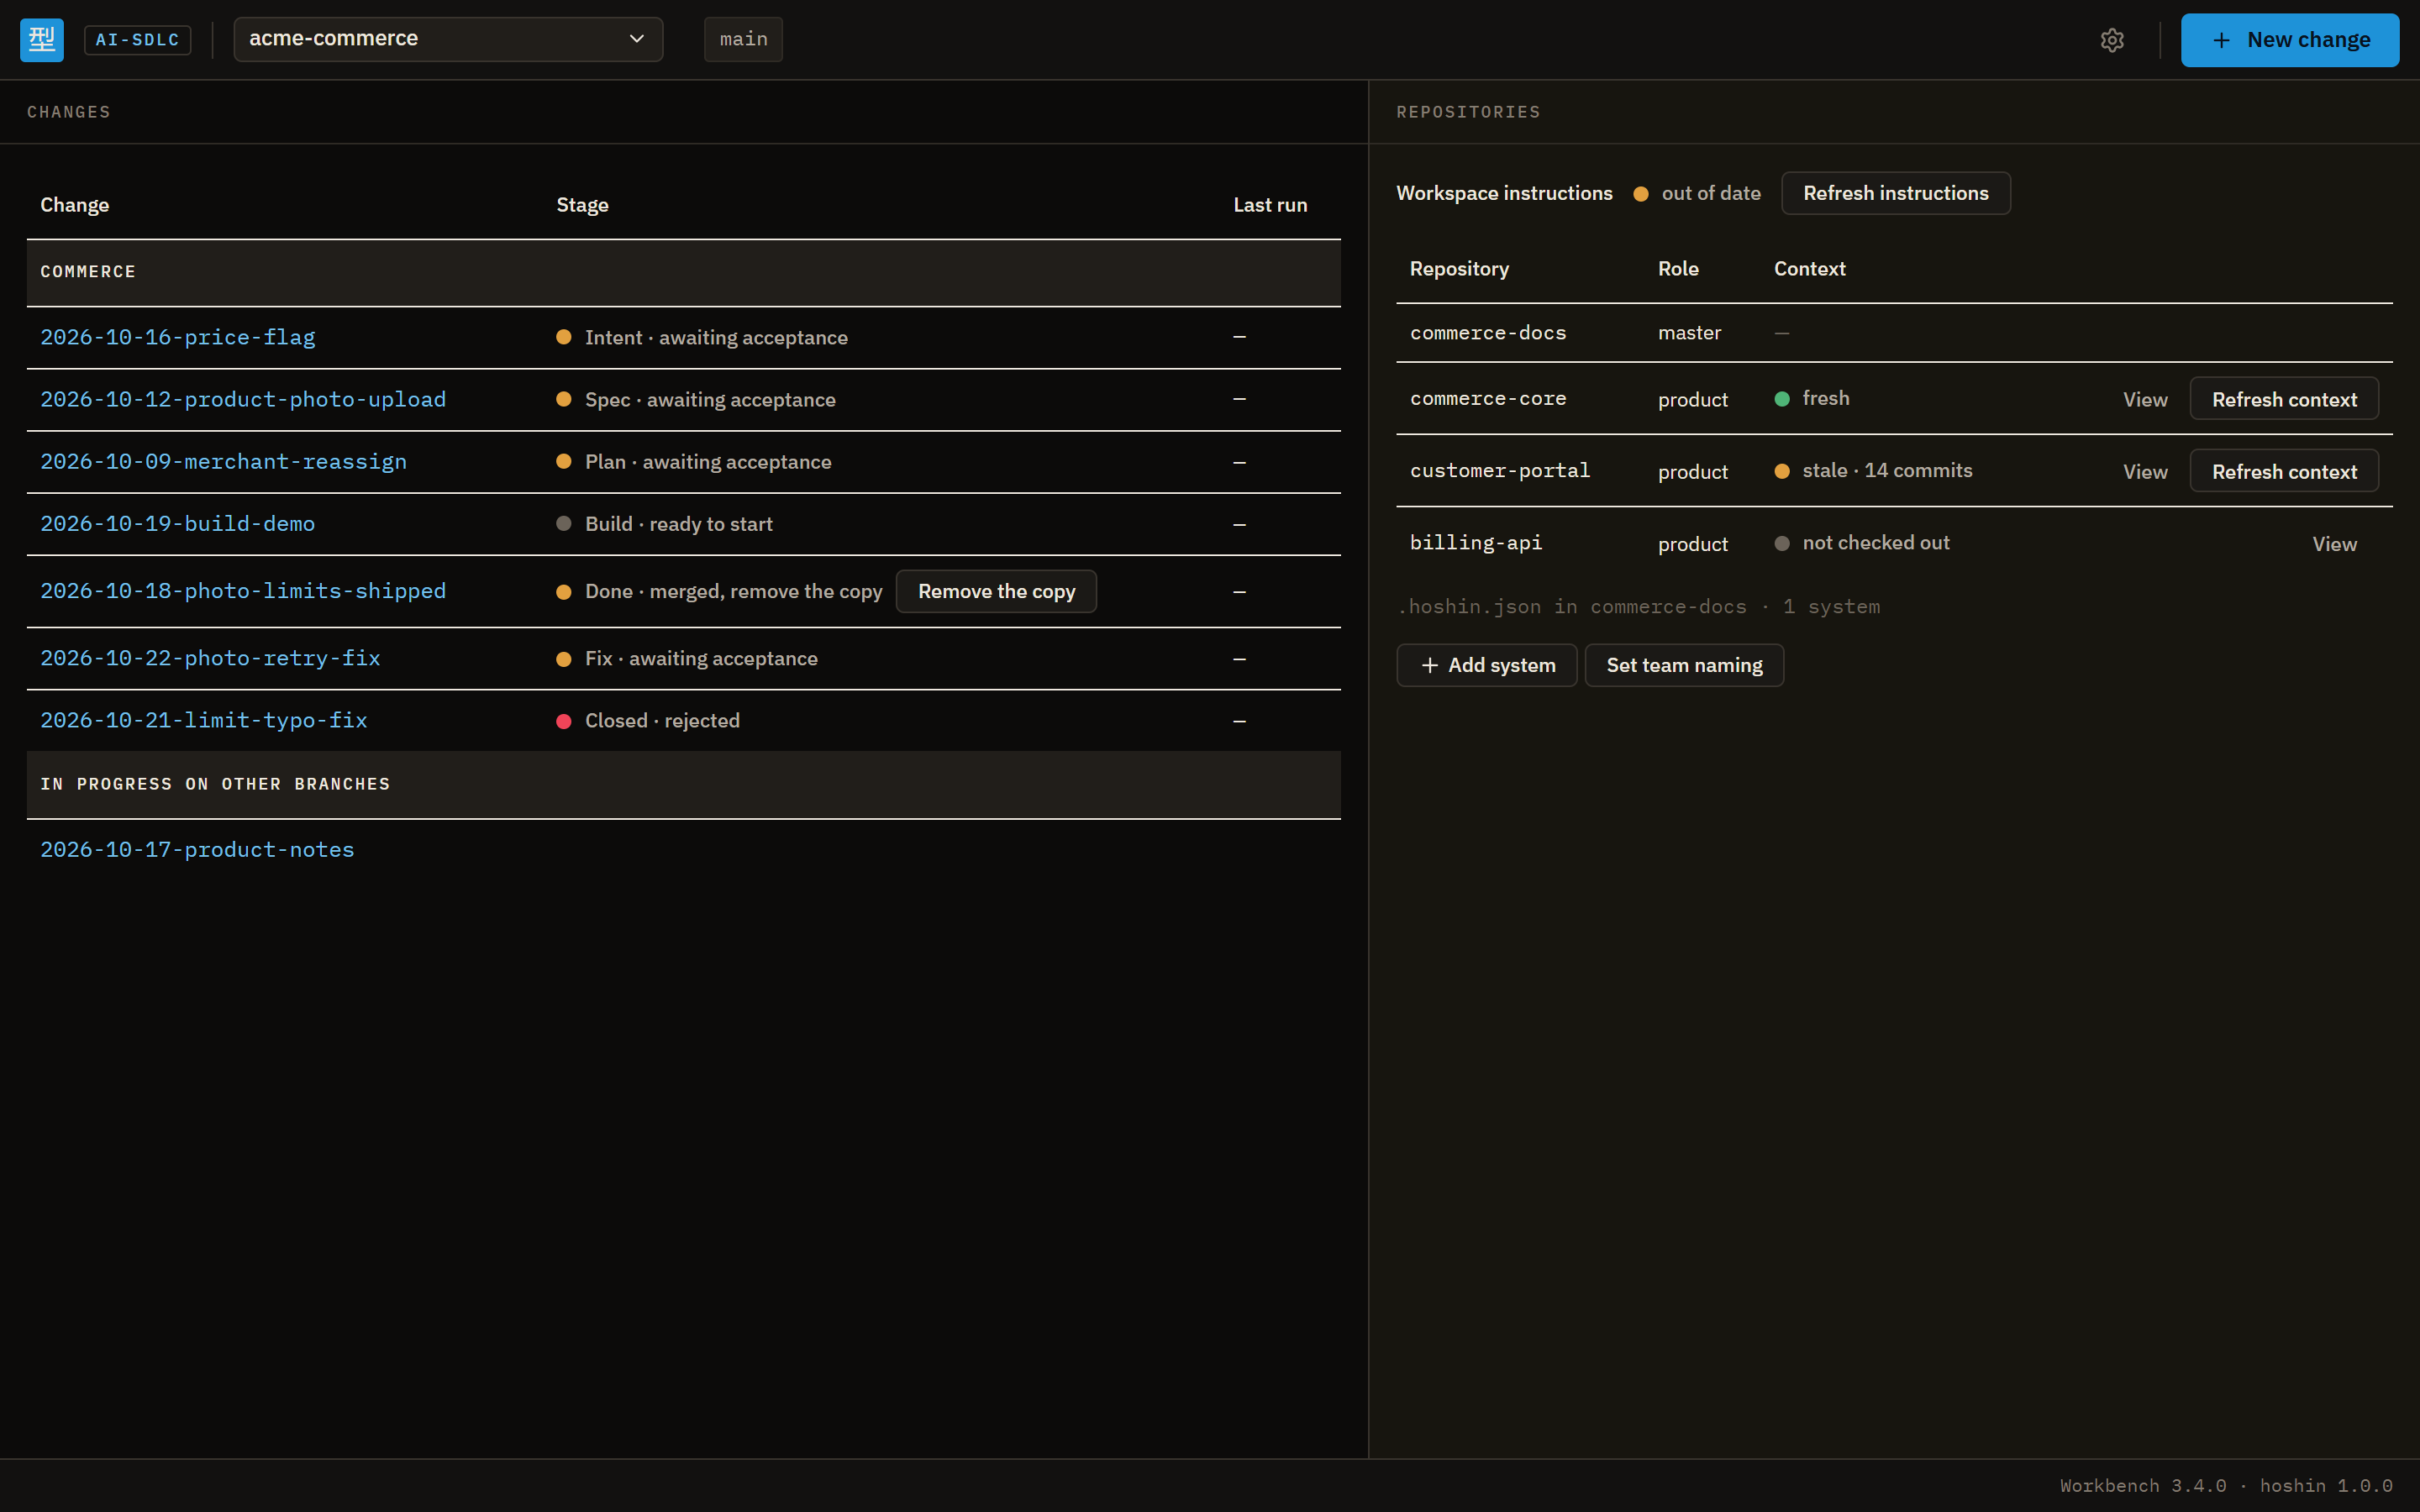 型 AI-SDLC acme-commerce main New change
CHANGES
Change Stage Last run
COMMERCE
2026-10-16-price-flag Intent · awaiting acceptance —
2026-10-12-product-photo-upload Spec · awaiting acceptance —
2026-10-09-merchant-reassign Plan · awaiting acceptance —
2026-10-19-build-demo Build · ready to start —
2026-10-18-photo-limits-shipped Done · merged, remove the copy Remove the copy —
2026-10-22-photo-retry-fix Fix · awaiting acceptance —
2026-10-21-limit-typo-fix Closed · rejected —
IN PROGRESS ON OTHER BRANCHES
2026-10-17-product-notes
REPOSITORIES
Workspace instructions out of date Refresh instructions
Repository Role Context
commerce-docs master —
commerce-core product fresh View Refresh context
customer-portal product stale · 14 commits View Refresh context
billing-api product not checked out View
.hoshin.json in commerce-docs · 1 system
+ Add system Set team naming
Workbench 3.4.0 · hoshin 1.0.0